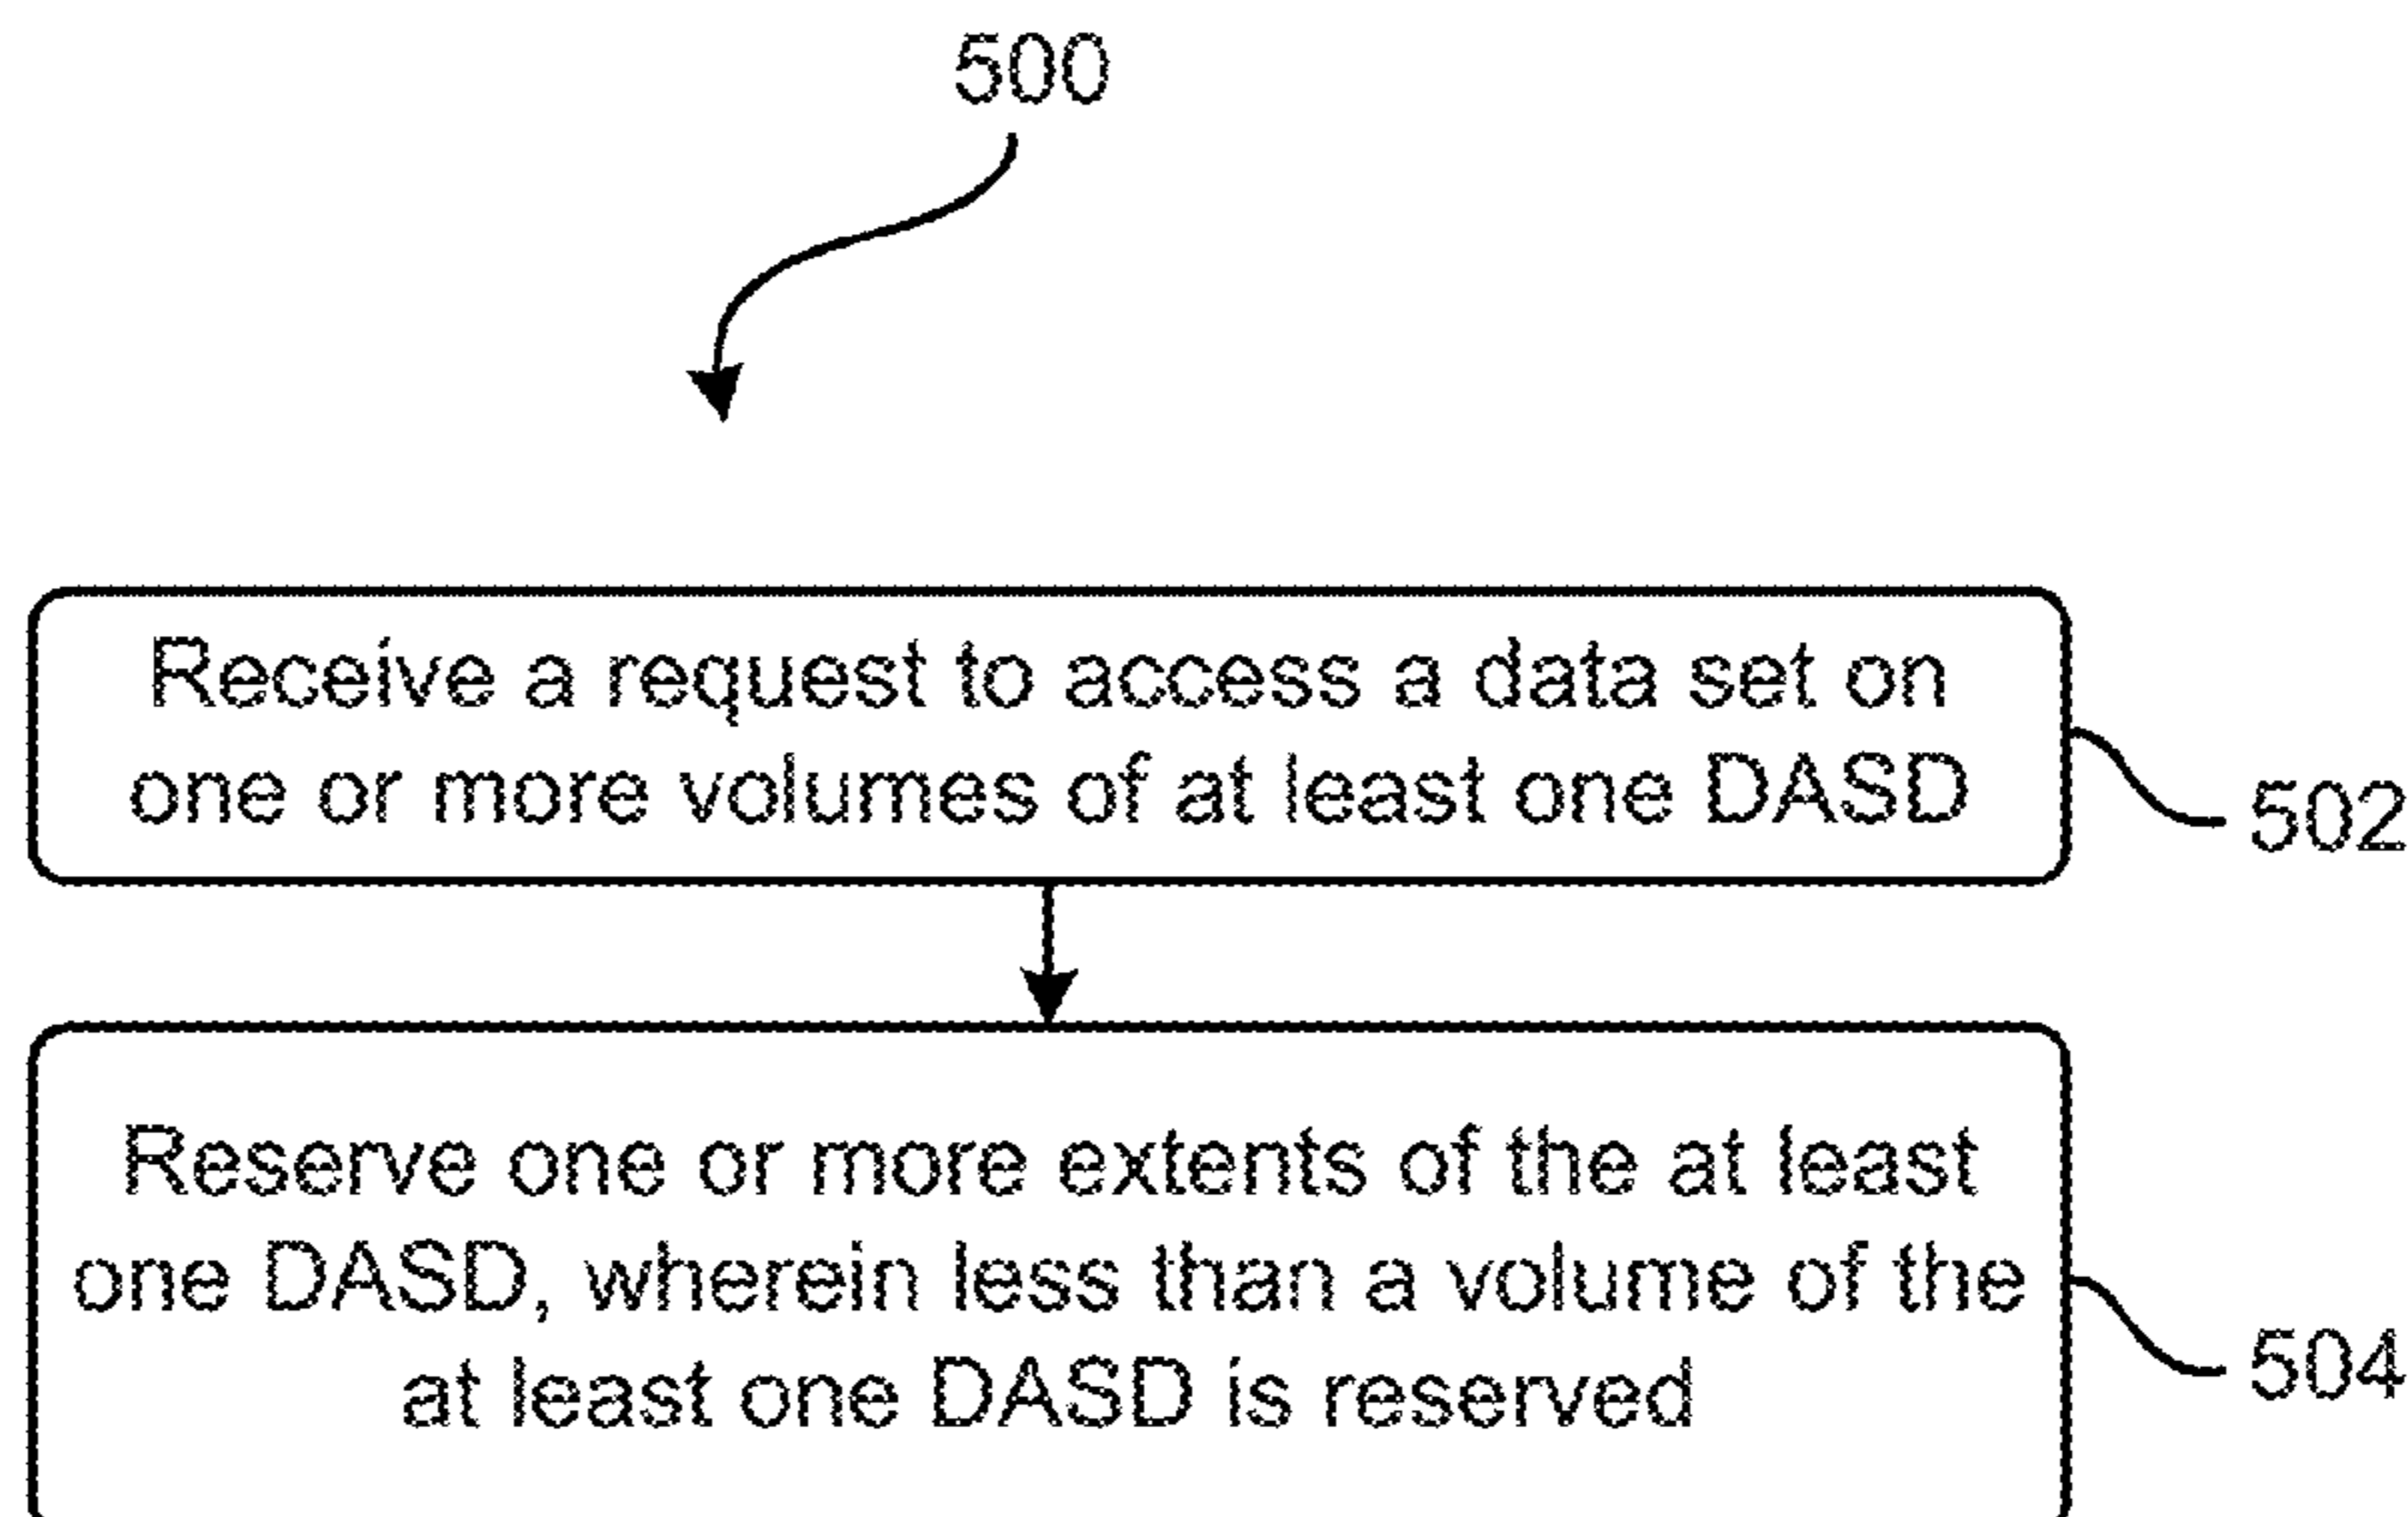 500
Receive a request to access a data set on
one or more volumes of at least one DASD
502
Reserve one or more extents of the at least
one DASD, wherein less than a volume of the
at least one DASD is reserved
504